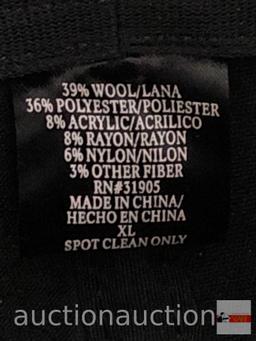 39% WOOL/LANA
36% POLYESTER/POLIESTER
8% ACRYLIC/ACRILICO
8% RAYON/RAYON
6% NYLON/NILON
3% OTHER FIBER
RN#31905
MADE IN CHINA/
HECHO EN CHINA
XL
SPOT CLEAN ONLY
auctionauction